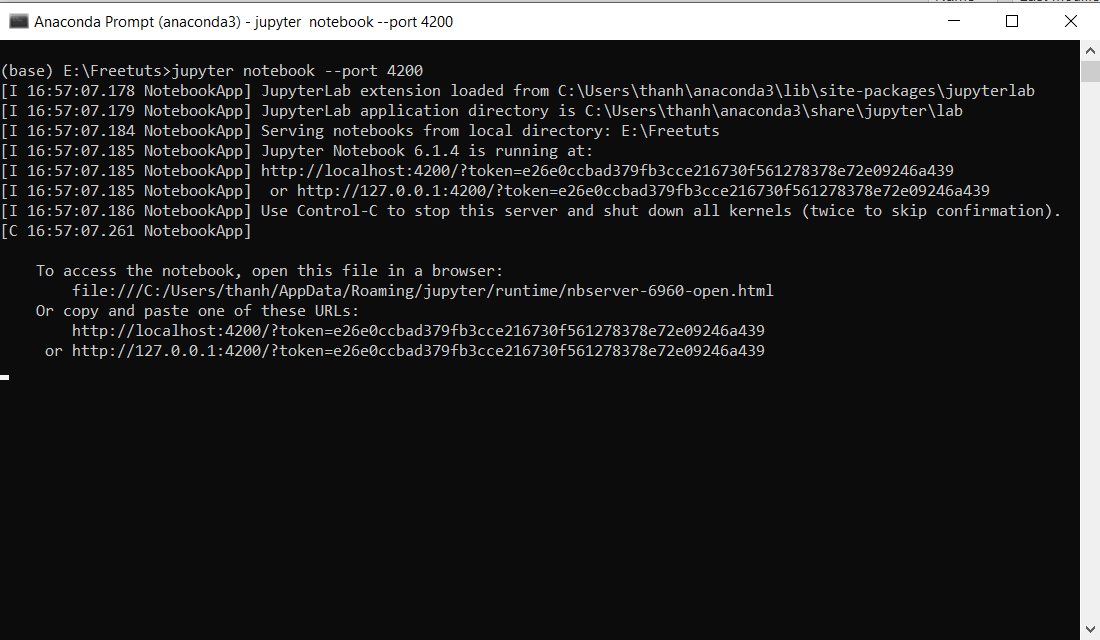 Anaconda Prompt (anaconda3) - jupyter  notebook --port 4200
(base) E:\Freetuts>jupyter notebook --port 4200
[I 16:57:07.178 NotebookApp] JupyterLab extension loaded from C:\Users\thanh\anaconda3\lib\site-packages\jupyterlab
[I 16:57:07.179 NotebookApp] JupyterLab application directory is C:\Users\thanh\anaconda3\share\jupyter\lab
[I 16:57:07.184 NotebookApp] Serving notebooks from local directory: E:\Freetuts
[I 16:57:07.185 NotebookApp] Jupyter Notebook 6.1.4 is running at:
[I 16:57:07.185 NotebookApp] http://localhost:4200/?token=e26e0ccbad379fb3cce216730f561278378e72e09246a439
[I 16:57:07.185 NotebookApp]  or http://127.0.0.1:4200/?token=e26e0ccbad379fb3cce216730f561278378e72e09246a439
[I 16:57:07.186 NotebookApp] Use Control-C to stop this server and shut down all kernels (twice to skip confirmation).
[C 16:57:07.261 NotebookApp]
    To access the notebook, open this file in a browser:
        file:///C:/Users/thanh/AppData/Roaming/jupyter/runtime/nbserver-6960-open.html
    Or copy and paste one of these URLs:
        http://localhost:4200/?token=e26e0ccbad379fb3cce216730f561278378e72e09246a439
     or http://127.0.0.1:4200/?token=e26e0ccbad379fb3cce216730f561278378e72e09246a439